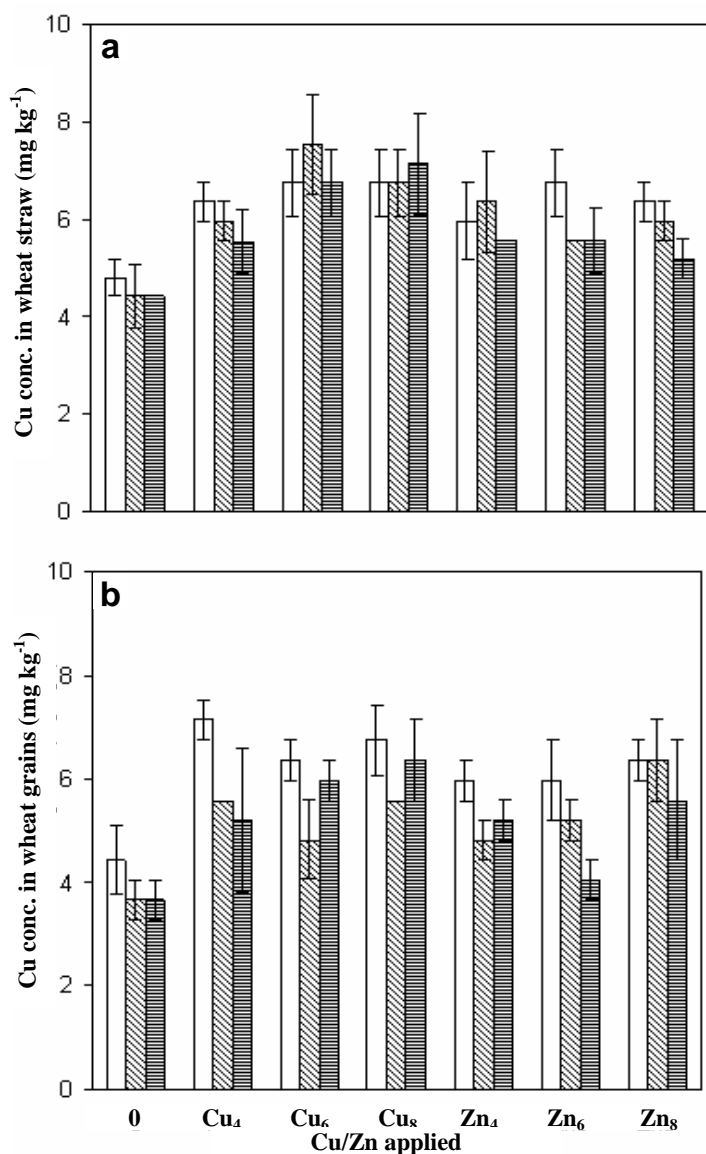 a
Cu conc. in wheat straw (mg kg⁻¹)
10
8
6
4
2
0
b
Cu conc. in wheat grains (mg kg⁻¹)
10
8
6
4
2
0
0 Cu₄ Cu₆ Cu₈ Zn₄ Zn₆ Zn₈
Cu/Zn applied